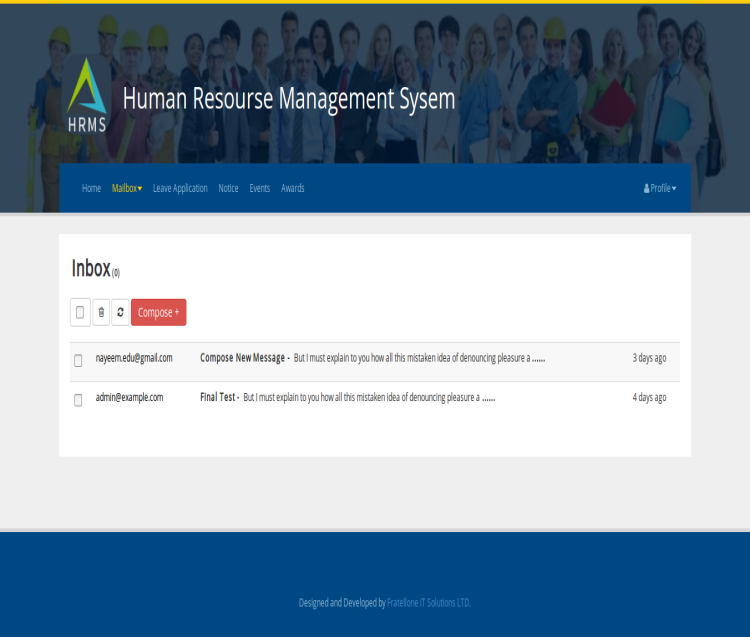 HRMS
Human Resourse Management Sysem
Home Mailbox Leave Application Notice Events Awards Profile
Inbox (0)
Compose +
nayeem.edu@gmail.com Compose New Message - But I must explain to you how all this mistaken idea of denouncing pleasure a ...... 3 days ago
admin@example.com Final Test - But I must explain to you how all this mistaken idea of denouncing pleasure a ...... 4 days ago
Designed and Developed by Fratellone IT Solutions LTD.